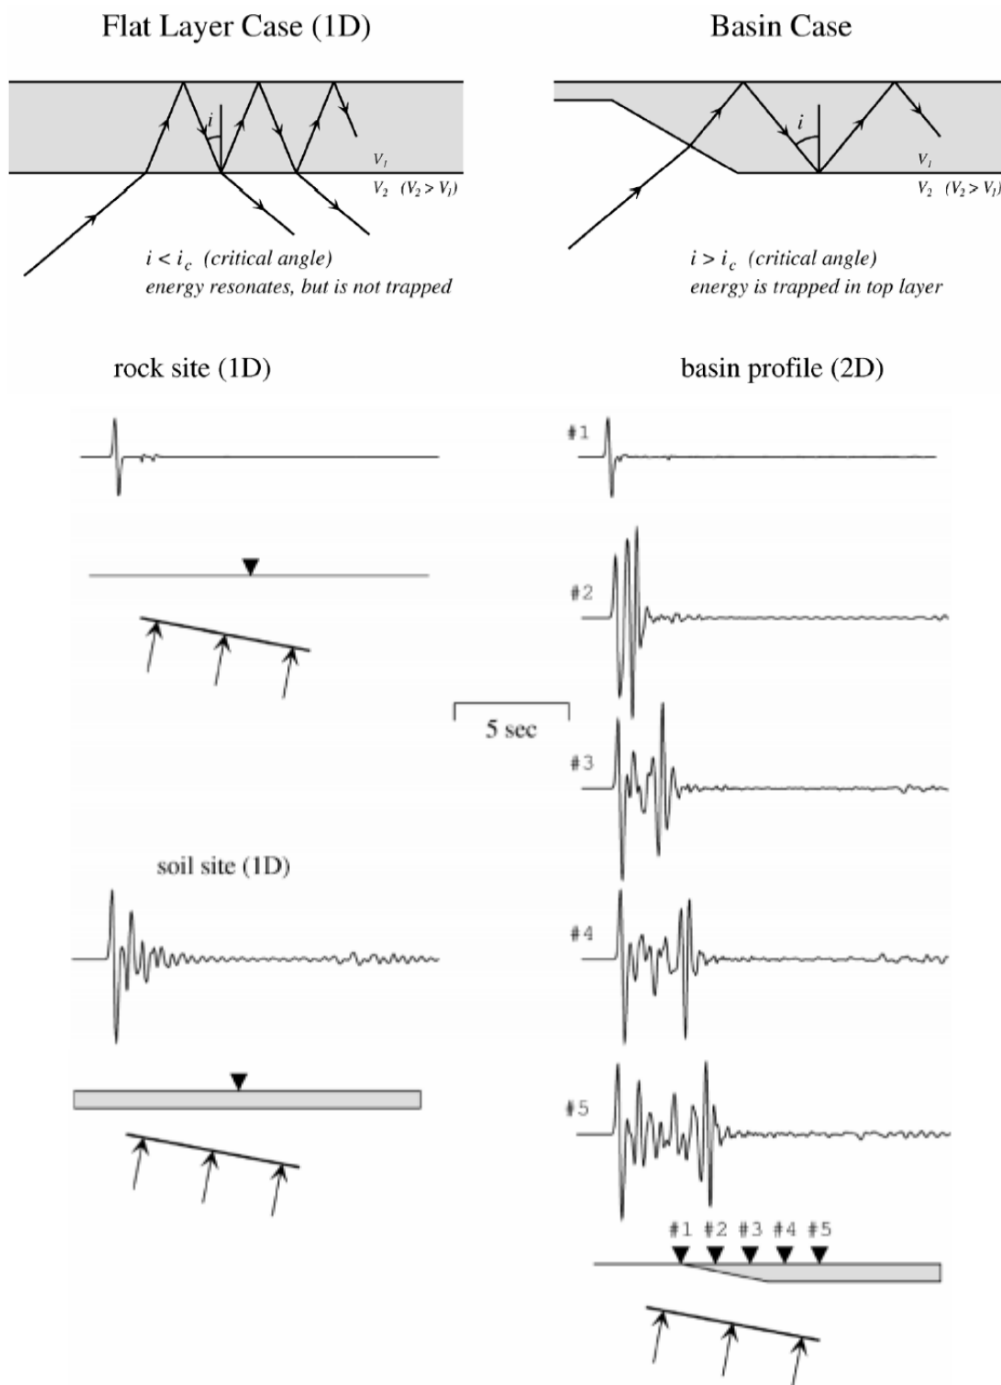 Flat Layer Case (1D)
Basin Case
i
V1
V2 (V2 > V1)
i < ic (critical angle)
energy resonates, but is not trapped
i
V1
V2 (V2 > V1)
i > ic (critical angle)
energy is trapped in top layer
rock site (1D)
basin profile (2D)
#1
#2
5 sec
#3
soil site (1D)
#4
#5
#1 #2 #3 #4 #5